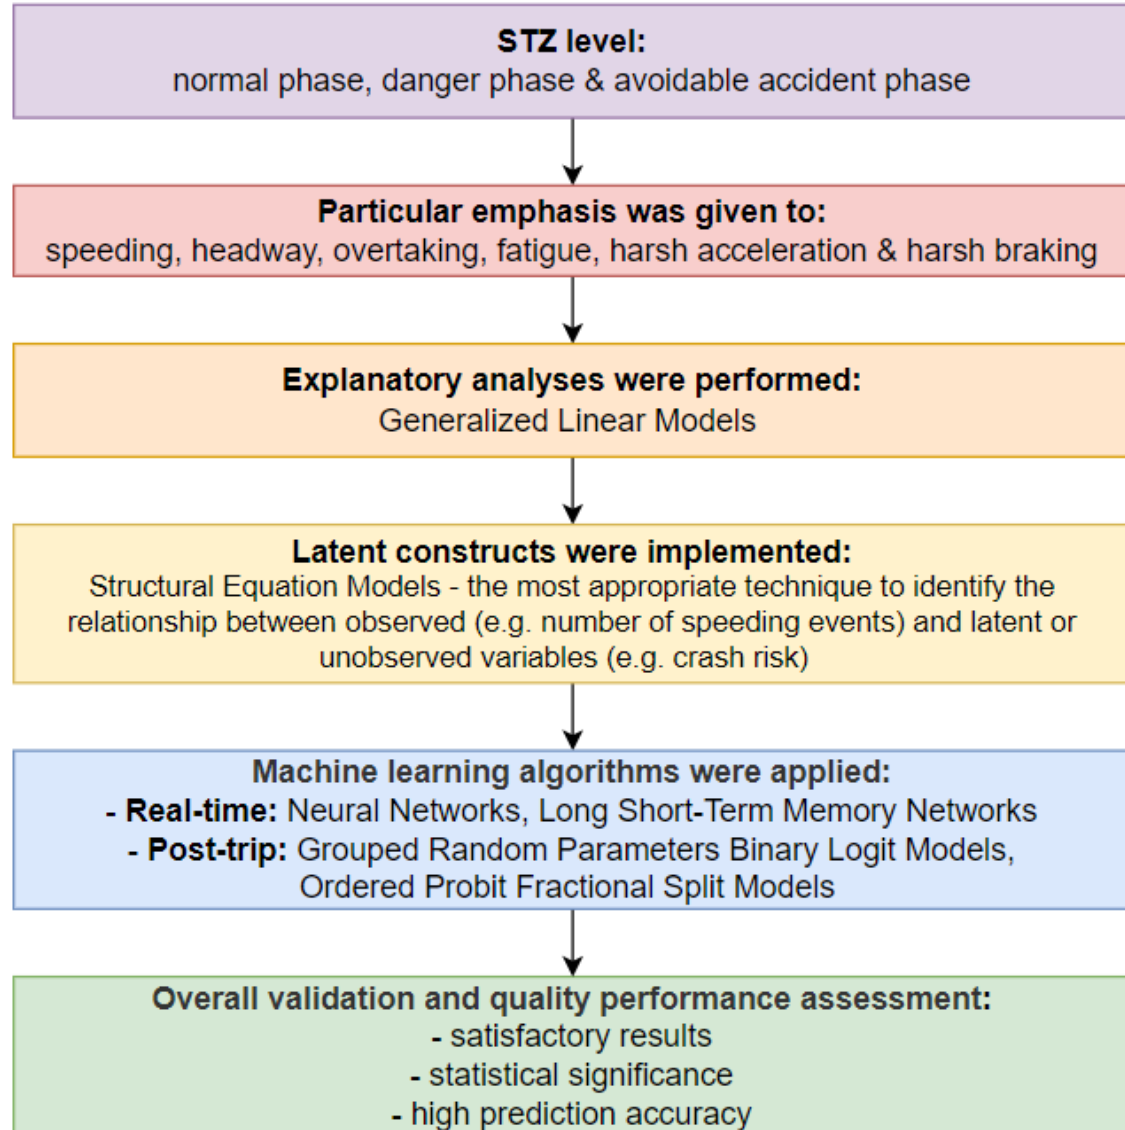 STZ level:
normal phase, danger phase & avoidable accident phase
Particular emphasis was given to:
speeding, headway, overtaking, fatigue, harsh acceleration & harsh braking
Explanatory analyses were performed:
Generalized Linear Models
Latent constructs were implemented:
Structural Equation Models - the most appropriate technique to identify the
relationship between observed (e.g. number of speeding events) and latent or
unobserved variables (e.g. crash risk)
Machine learning algorithms were applied:
- Real-time: Neural Networks, Long Short-Term Memory Networks
- Post-trip: Grouped Random Parameters Binary Logit Models,
Ordered Probit Fractional Split Models
Overall validation and quality performance assessment:
- satisfactory results
- statistical significance
- high prediction accuracy